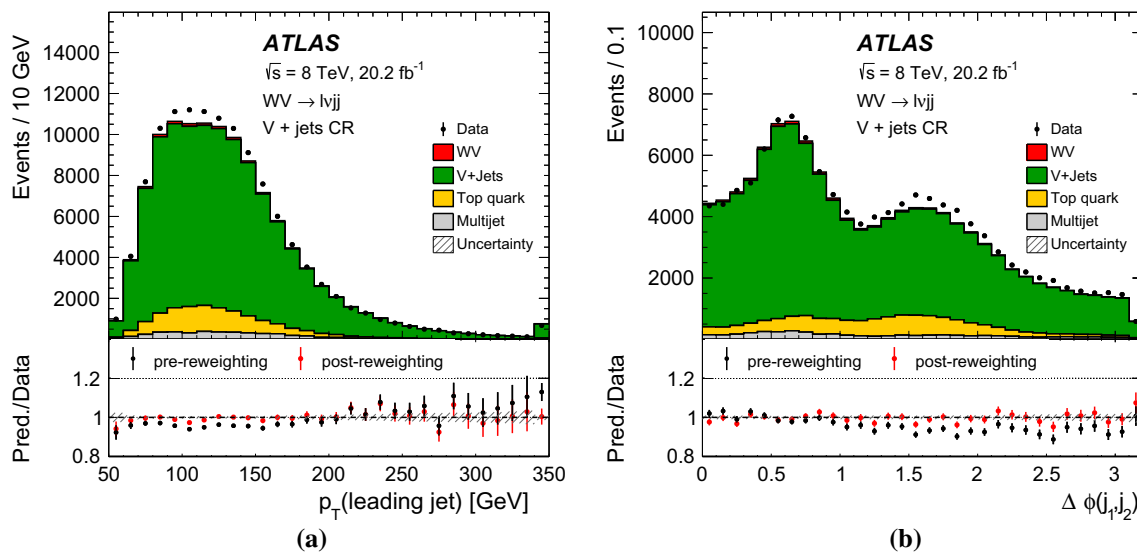 Events / 10 GeV
14000
12000
10000
8000
6000
4000
2000
ATLAS
√s = 8 TeV, 20.2 fb⁻¹
WV → lνjj
V + jets CR
Data
WV
V+Jets
Top quark
Multijet
Uncertainty
Pred./Data
pre-reweighting post-reweighting
1.2
1
0.8
50 100 150 200 250 300 350
p_T(leading jet) [GeV]
(a)
Events / 0.1
10000
8000
6000
4000
2000
ATLAS
√s = 8 TeV, 20.2 fb⁻¹
WV → lνjj
V + jets CR
Data
WV
V+Jets
Top quark
Multijet
Uncertainty
Pred./Data
pre-reweighting post-reweighting
1.2
1
0.8
0 0.5 1 1.5 2 2.5 3
Δ φ(j₁,j₂)
(b)